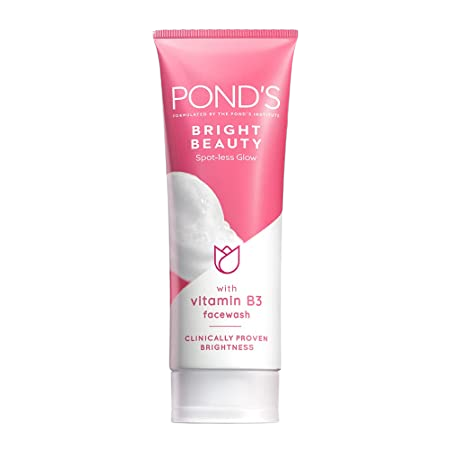 POND'S
FORMULATED BY THE POND'S INSTITUTE
BRIGHT
BEAUTY
Spot-less Glow
with
vitamin B3
facewash
CLINICALLY PROVEN
BRIGHTNESS